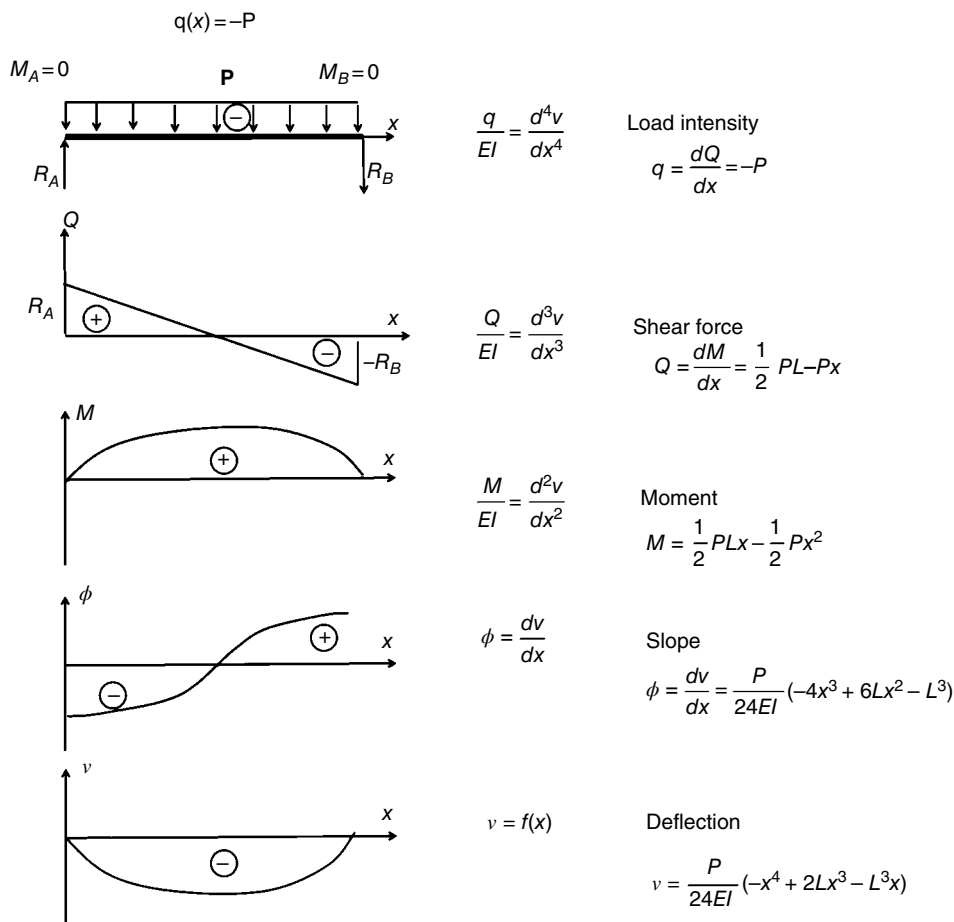 q(x) = –P
M_A = 0 P M_B = 0
– x
R_A R_B
q/EI = d⁴v/dx⁴
Load intensity
q = dQ/dx = –P
Q
R_A + x
– –R_B
Q/EI = d³v/dx³
Shear force
Q = dM/dx = 1/2 PL–Px
M
+ x
M/EI = d²v/dx²
Moment
M = 1/2 PLx – 1/2 Px²
ϕ
+ x
–
ϕ = dv/dx
Slope
ϕ = dv/dx = P/24EI (–4x³ + 6Lx² – L³)
v
x
–
v = f(x)
Deflection
v = P/24EI (–x⁴ + 2Lx³ – L³x)